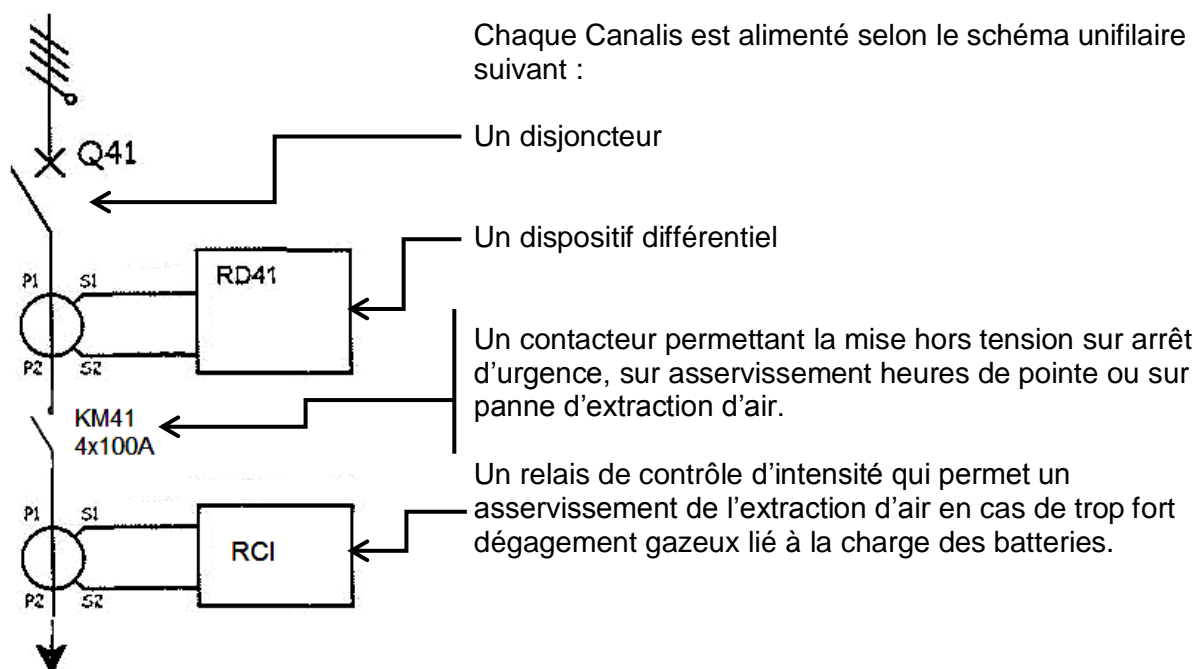 Chaque Canalis est alimenté selon le schéma unifilaire
suivant :
Q41
Un disjoncteur
Un dispositif différentiel
P1
S1
RD41
P2
S2
Un contacteur permettant la mise hors tension sur arrêt
d'urgence, sur asservissement heures de pointe ou sur
panne d'extraction d'air.
KM41
4x100A
Un relais de contrôle d'intensité qui permet un
asservissement de l'extraction d'air en cas de trop fort
dégagement gazeux lié à la charge des batteries.
P1
S1
RCI
P2
S2